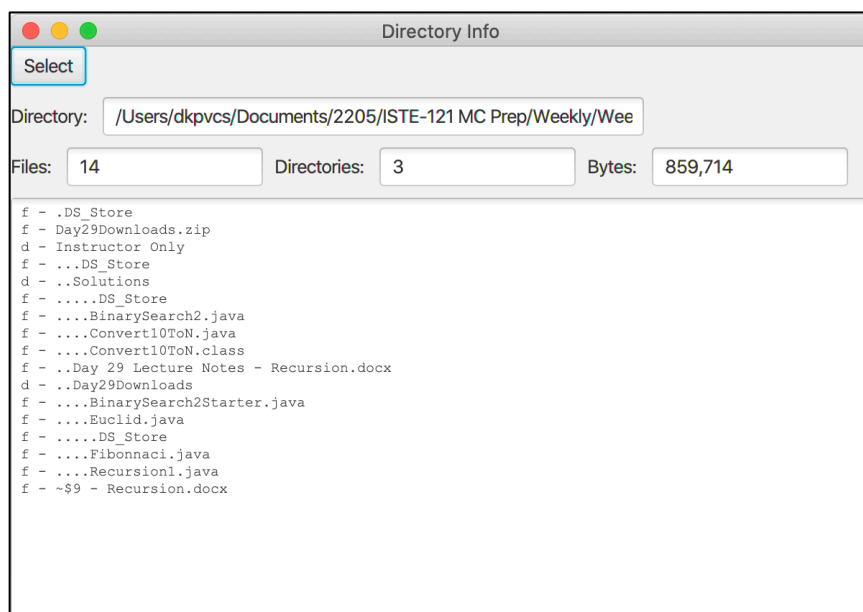 Directory Info
Select
Directory: /Users/dkpvcs/Documents/2205/ISTE-121 MC Prep/Weekly/Wee
Files: 14 Directories: 3 Bytes: 859,714
f - .DS_Store
f - Day29Downloads.zip
d - Instructor Only
f - ...DS_Store
d - ..Solutions
f - .....DS_Store
f - ....BinarySearch2.java
f - ....Convert10ToN.java
f - ....Convert10ToN.class
f - ..Day 29 Lecture Notes - Recursion.docx
d - ..Day29Downloads
f - ....BinarySearch2Starter.java
f - ....Euclid.java
f - .....DS_Store
f - ....Fibonnaci.java
f - ....Recursion1.java
f - ~$9 - Recursion.docx